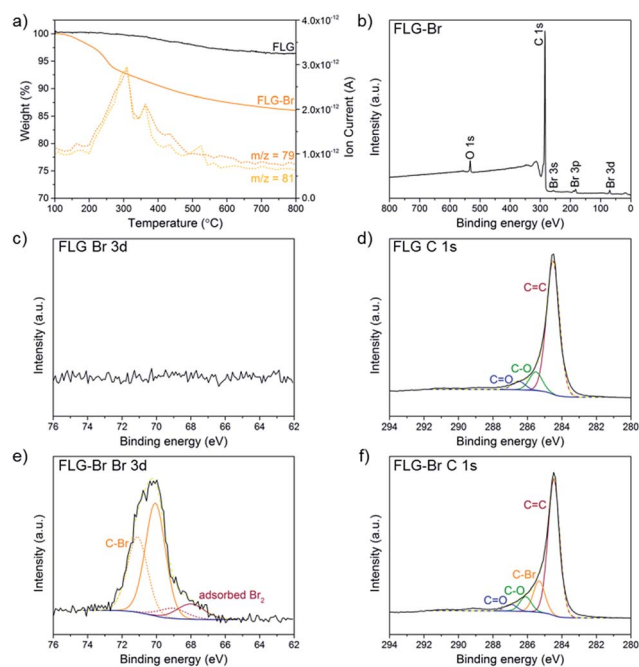 a)
100
95
90
85
80
75
70
Weight (%)
FLG
FLG-Br
m/z = 79
m/z = 81
4.0x10⁻¹²
3.0x10⁻¹²
2.0x10⁻¹²
1.0x10⁻¹²
0.0
Ion Current (A)
100 200 300 400 500 600 700 800
Temperature (°C)
b)
FLG-Br
C 1s
O 1s
Br 3s
Br 3p
Br 3d
Intensity (a.u.)
800 700 600 500 400 300 200 100 0
Binding energy (eV)
c)
FLG Br 3d
Intensity (a.u.)
76 74 72 70 68 66 64 62
Binding energy (eV)
d)
FLG C 1s
C=C
C-O
C=O
Intensity (a.u.)
294 292 290 288 286 284 282 280
Binding energy (eV)
e)
FLG-Br Br 3d
C-Br
adsorbed Br₂
Intensity (a.u.)
76 74 72 70 68 66 64 62
Binding energy (eV)
f)
FLG-Br C 1s
C=C
C-Br
C-O
C=O
Intensity (a.u.)
294 292 290 288 286 284 282 280
Binding energy (eV)